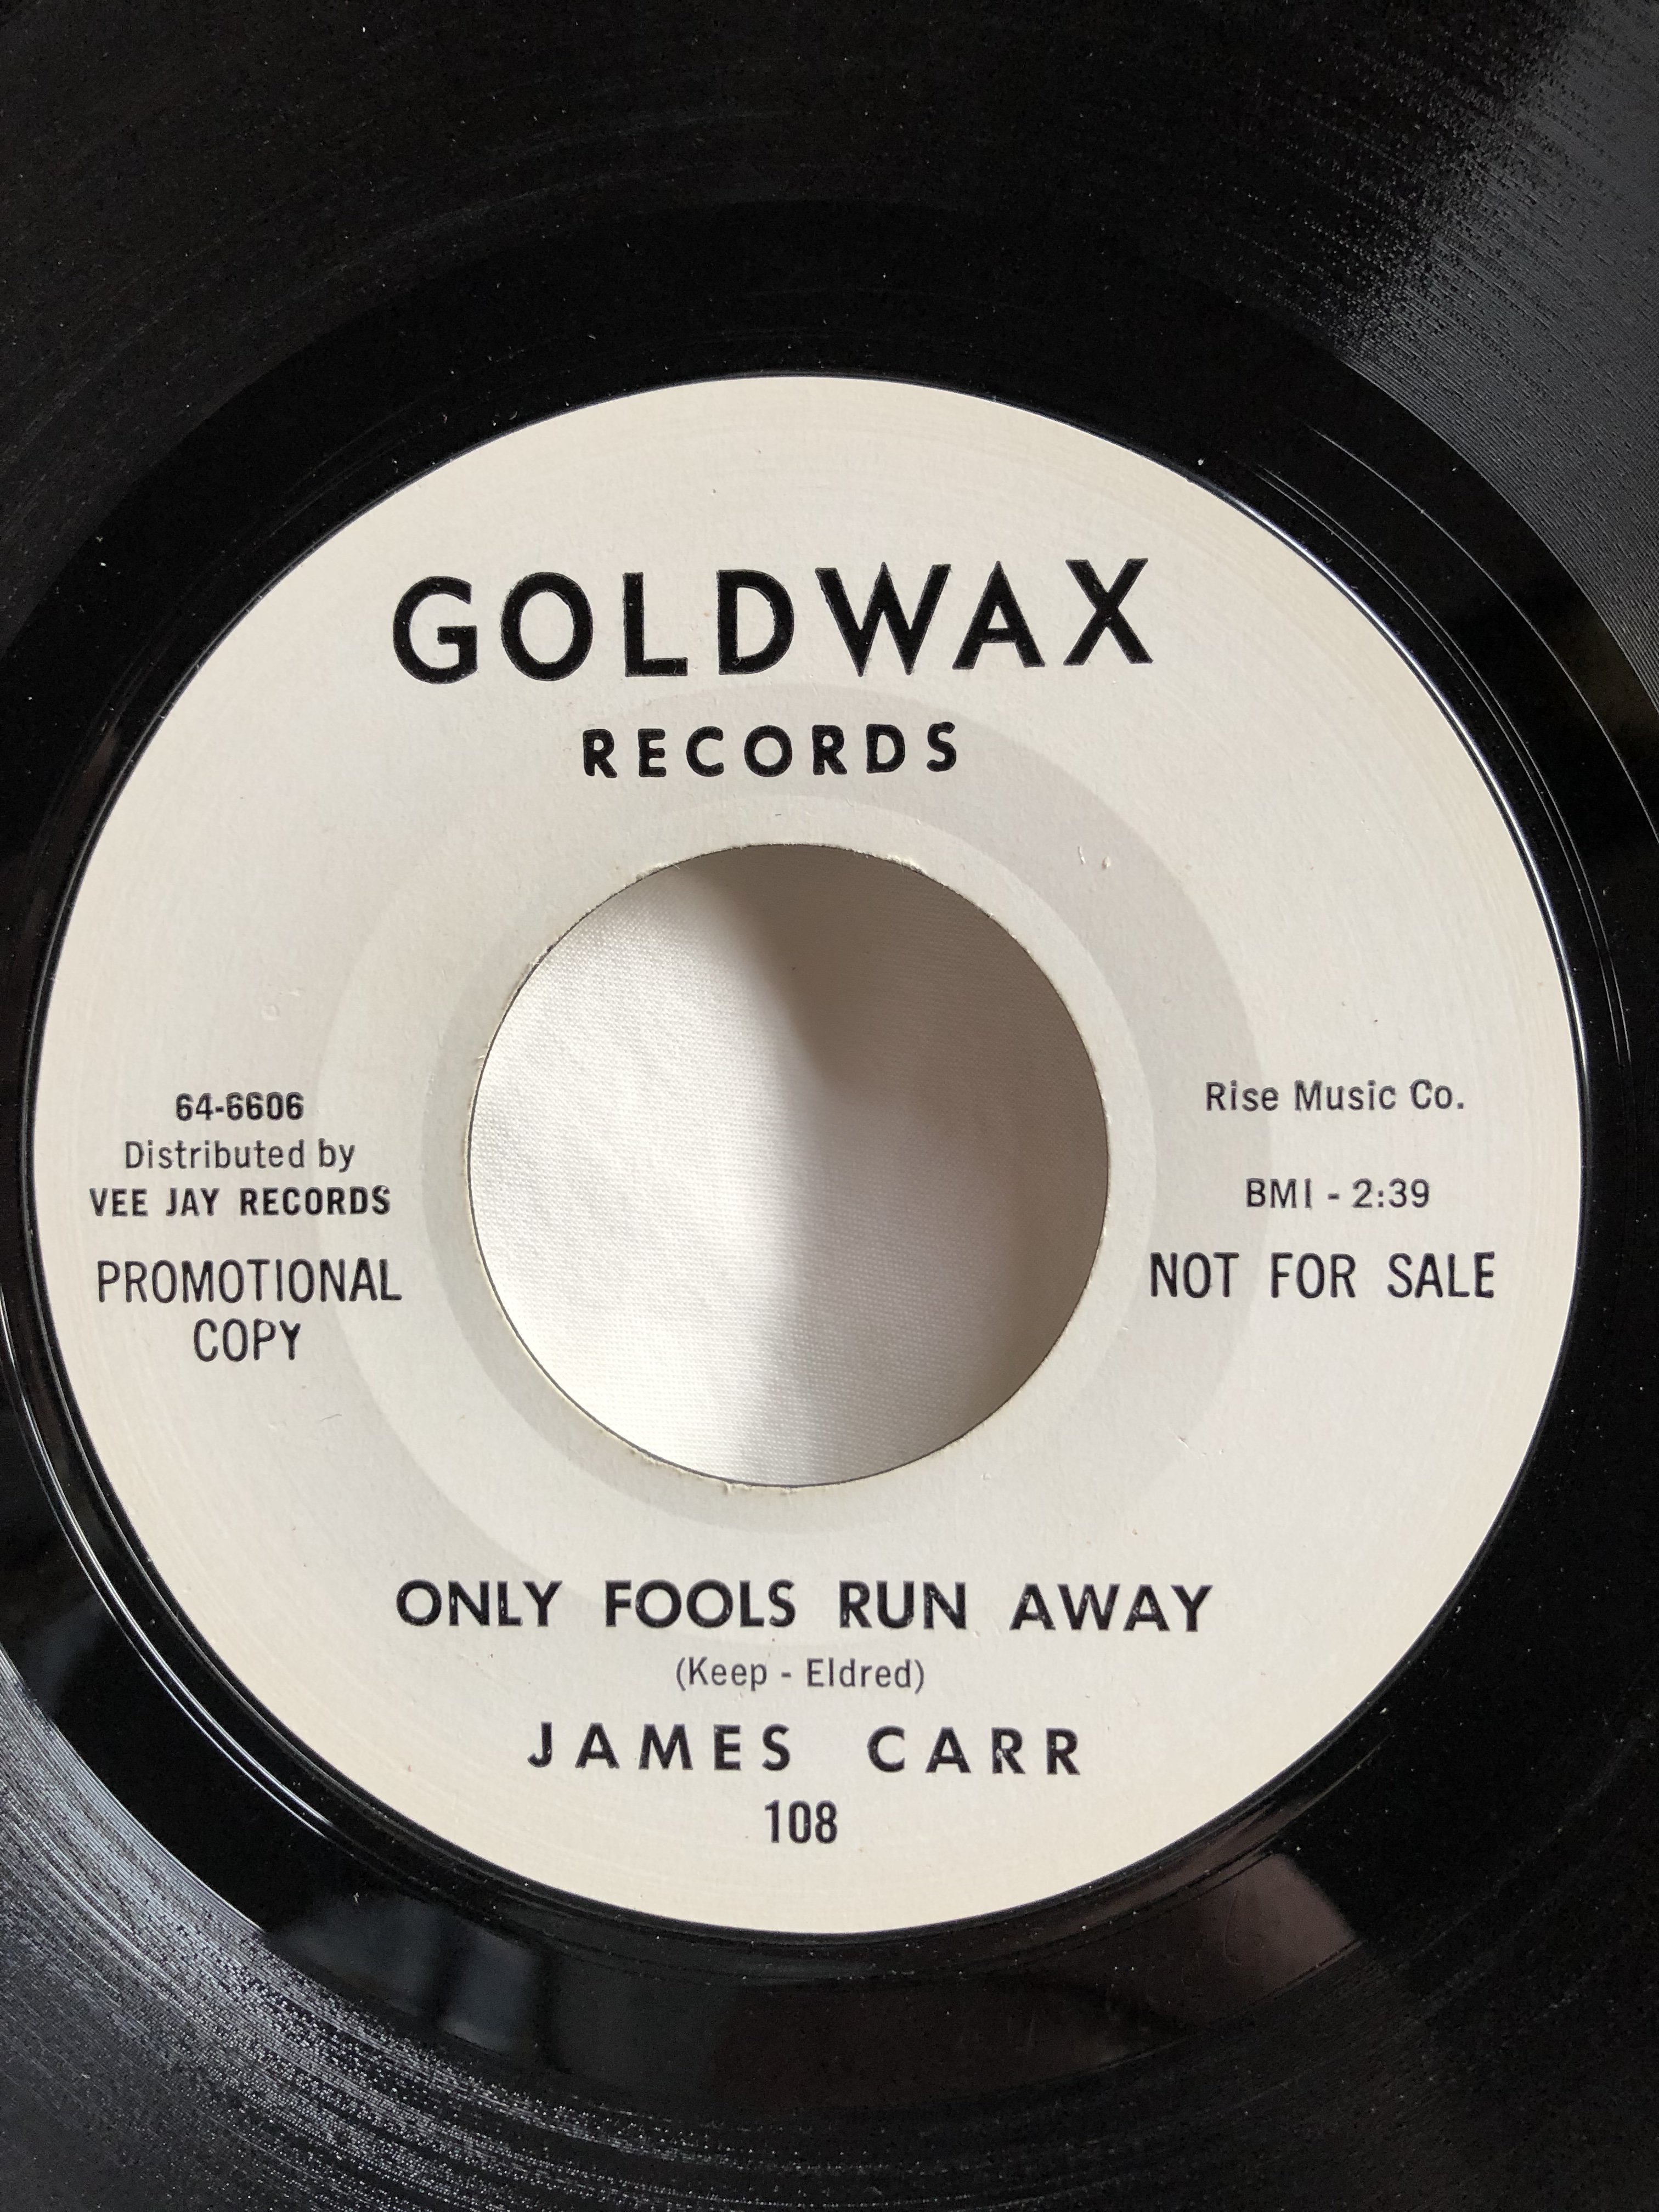 GOLDWAX
RECORDS
64-6606
Distributed by
VEE JAY RECORDS
PROMOTIONAL
COPY
Rise Music Co.
BMI - 2:39
NOT FOR SALE
ONLY FOOLS RUN AWAY
(Keep - Eldred)
JAMES CARR
108